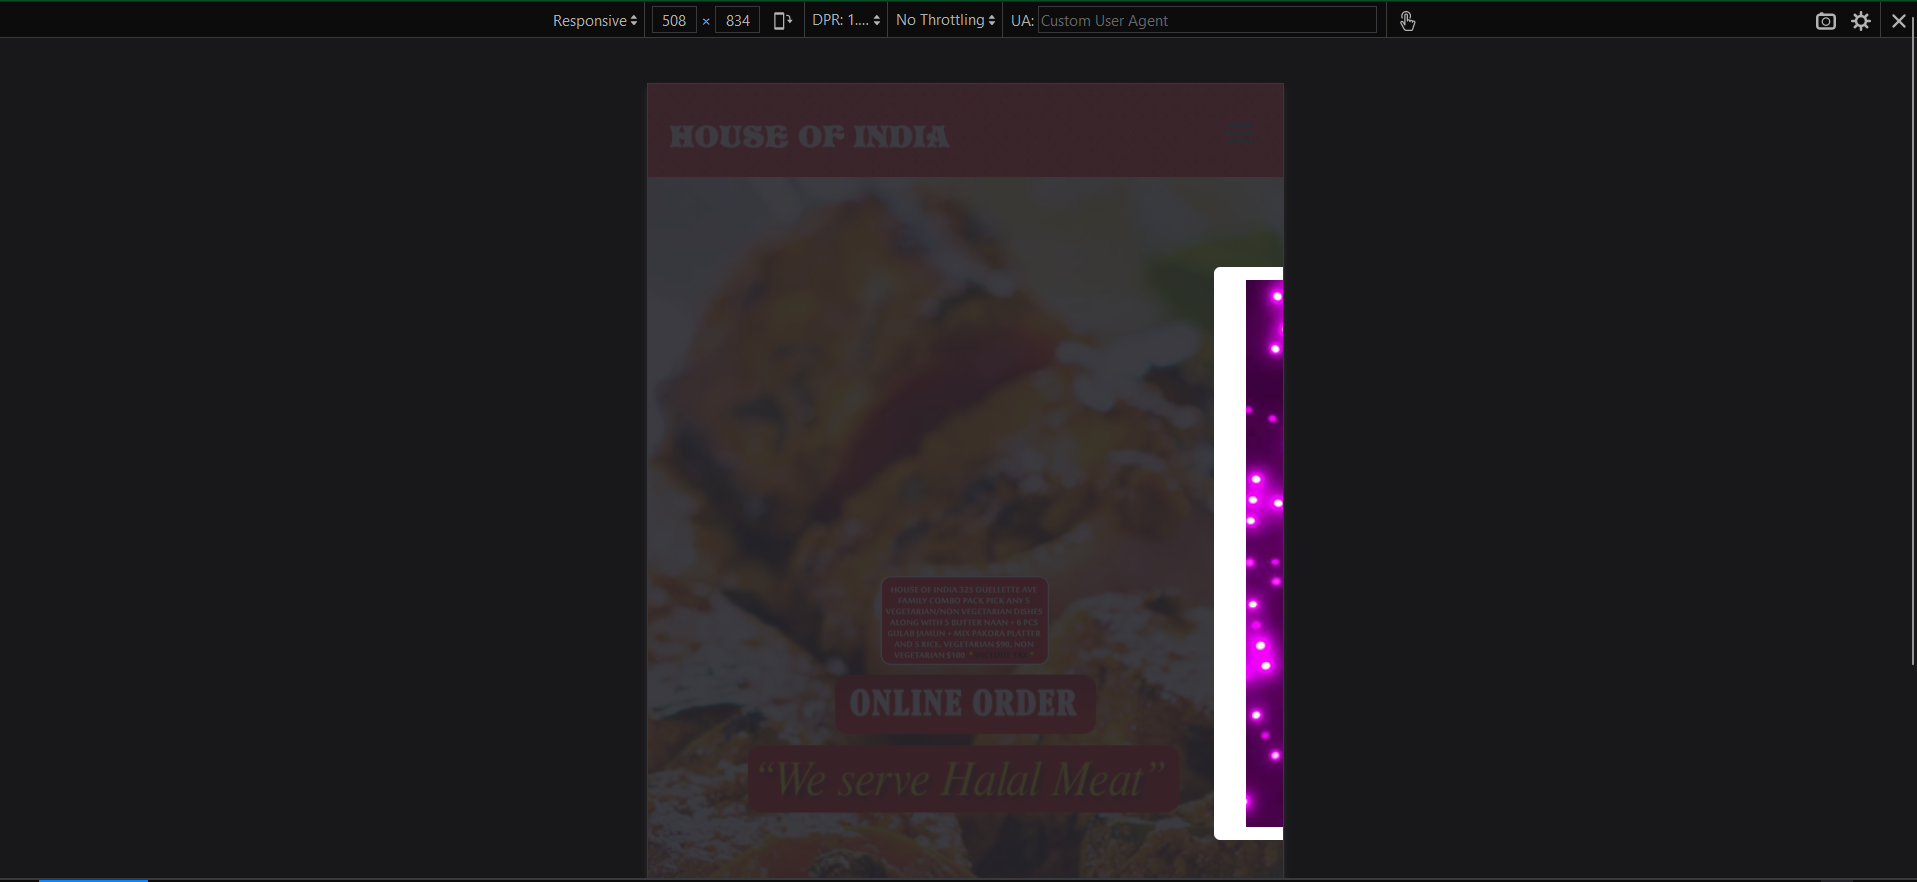 Responsive
508 × 834
DPR: 1....
No Throttling
UA: Custom User Agent
HOUSE OF INDIA
HOUSE OF INDIA 325 OUELLETTE AVE
FAMILY COMBO PACK PICK ANY 5
VEGETARIAN/NON VEGETARIAN DISHES
ALONG WITH 5 BUTTER NAAN + 6 PCS
GULAB JAMUN + MIX PAKORA PLATTER
AND 5 RICE. VEGETARIAN $90, NON
VEGETARIAN $100
ONLINE ORDER
“We serve Halal Meat”